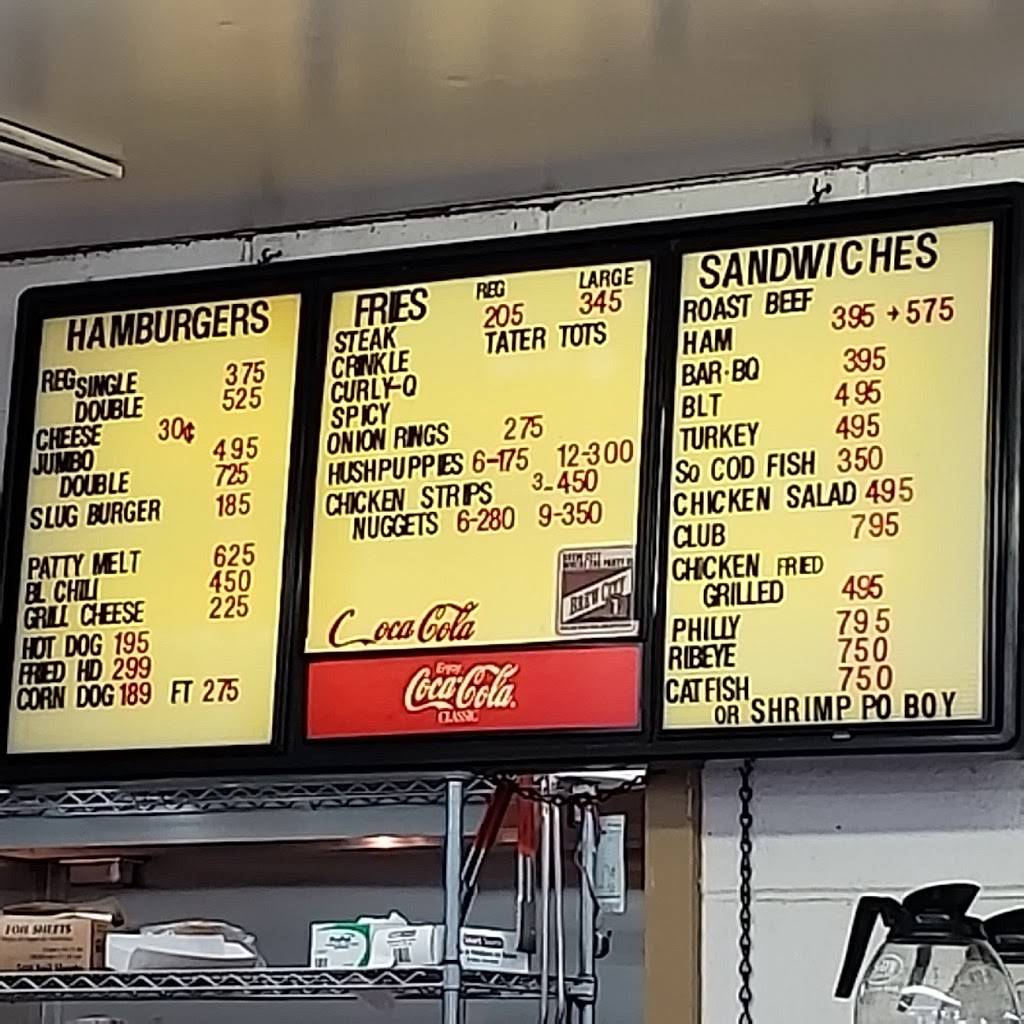 HAMBURGERS
REG SINGLE 375
DOUBLE 525
CHEESE 30¢
JUMBO 495
DOUBLE 725
SLUG BURGER 185
PATTY MELT 625
BL CHILI 450
GRILL CHEESE 225
HOT DOG 195
FRIED HD 299
CORN DOG 189 FT 275
FRIES REG LARGE
205 345
STEAK TATER TOTS
CRINKLE
CURLY-Q
SPICY
ONION RINGS 275
HUSHPUPPIES 6-175 12-300
CHICKEN STRIPS 3-450
NUGGETS 6-280 9-350
BREW CITY
Coca Cola
Enjoy
Coca-Cola
CLASSIC
SANDWICHES
ROAST BEEF 395 → 575
HAM
BAR·BQ 395
BLT 495
TURKEY 495
So COD FISH 350
CHICKEN SALAD 495
CLUB 795
CHICKEN FRIED
GRILLED 495
PHILLY 795
RIBEYE 750
CATFISH 750
OR SHRIMP PO BOY
FOIL SHEETS